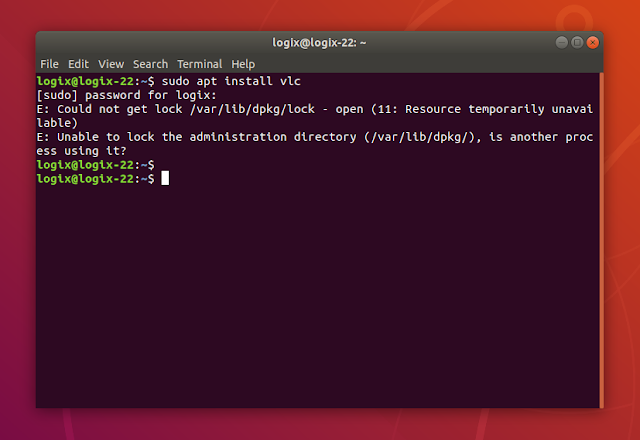 logix@logix-22: ~
File Edit View Search Terminal Help
logix@logix-22:~$ sudo apt install vlc
[sudo] password for logix:
E: Could not get lock /var/lib/dpkg/lock - open (11: Resource temporarily unavai
lable)
E: Unable to lock the administration directory (/var/lib/dpkg/), is another proc
ess using it?
logix@logix-22:~$
logix@logix-22:~$